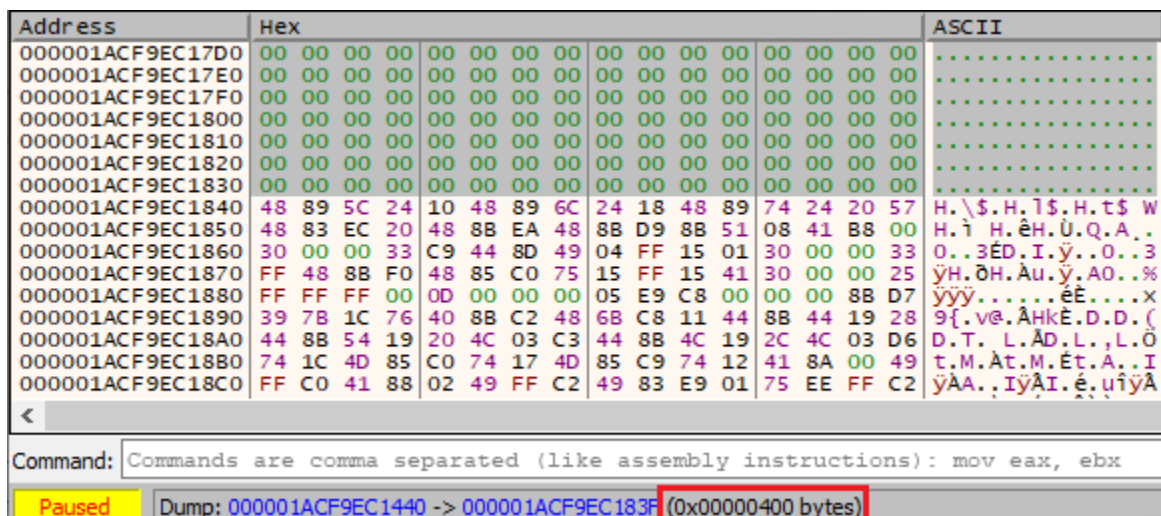 Address Hex ASCII
000001ACF9EC17D0 00 00 00 00 00 00 00 00 00 00 00 00 00 00 00 00 ................
000001ACF9EC17E0 00 00 00 00 00 00 00 00 00 00 00 00 00 00 00 00 ................
000001ACF9EC17F0 00 00 00 00 00 00 00 00 00 00 00 00 00 00 00 00 ................
000001ACF9EC1800 00 00 00 00 00 00 00 00 00 00 00 00 00 00 00 00 ................
000001ACF9EC1810 00 00 00 00 00 00 00 00 00 00 00 00 00 00 00 00 ................
000001ACF9EC1820 00 00 00 00 00 00 00 00 00 00 00 00 00 00 00 00 ................
000001ACF9EC1830 00 00 00 00 00 00 00 00 00 00 00 00 00 00 00 00 ................
000001ACF9EC1840 48 89 5C 24 10 48 89 6C 24 18 48 89 74 24 20 57 H.\$.H.l$.H.t$ W
000001ACF9EC1850 48 83 EC 20 48 8B EA 48 8B D9 8B 51 08 41 B8 00 H.ì H.êH.Ù.Q.A¸.
000001ACF9EC1860 30 00 00 33 C9 44 8D 49 04 FF 15 01 30 00 00 33 0..3ÉD.I.ÿ..0..3
000001ACF9EC1870 FF 48 8B F0 48 85 C0 75 15 FF 15 41 30 00 00 25 ÿH.ðH.Àu.ÿ.A0..%
000001ACF9EC1880 FF FF FF 00 0D 00 00 00 05 E9 C8 00 00 00 8B D7 ÿÿÿ......éÈ....×
000001ACF9EC1890 39 7B 1C 76 40 8B C2 48 6B C8 11 44 8B 44 19 28 9{.v@.ÂHkÈ.D.D.(
000001ACF9EC18A0 44 8B 54 19 20 4C 03 C3 44 8B 4C 19 2C 4C 03 D6 D.T. L.ÃD.L.,L.Ö
000001ACF9EC18B0 74 1C 4D 85 C0 74 17 4D 85 C9 74 12 41 8A 00 49 t.M.Àt.M.Ét.A..I
000001ACF9EC18C0 FF C0 41 88 02 49 FF C2 49 83 E9 01 75 EE FF C2 ÿÀA..IÿÂI.é.uîÿÂ
Command: Commands are comma separated (like assembly instructions): mov eax, ebx
Paused Dump: 000001ACF9EC1440 -> 000001ACF9EC183F (0x00000400 bytes)